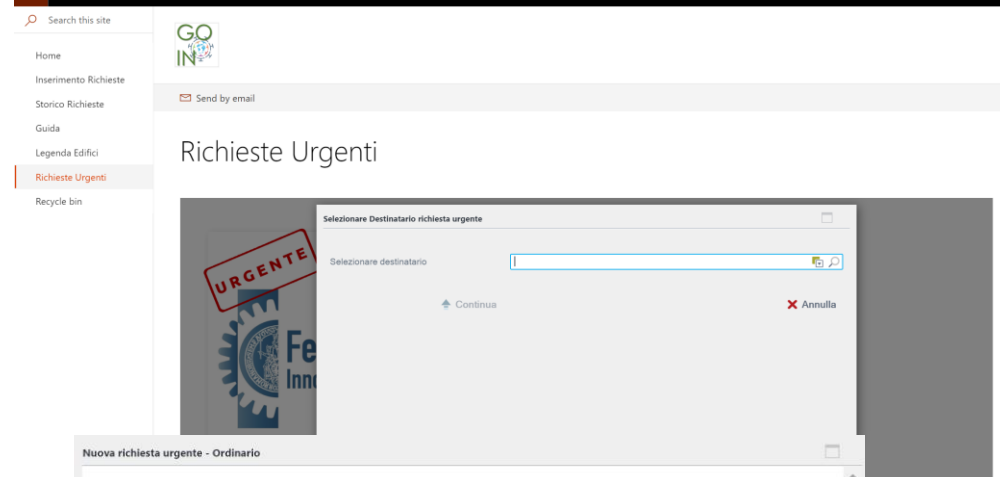 Search this site
Home
Inserimento Richieste
Storico Richieste
Guida
Legenda Edifici
Richieste Urgenti
Recycle bin
GO
IN
Send by email
Richieste Urgenti
URGENTE
Fe
Inno
Selezionare Destinatario richiesta urgente
Selezionare destinatario
Continua
Annulla
Nuova richiesta urgente - Ordinario